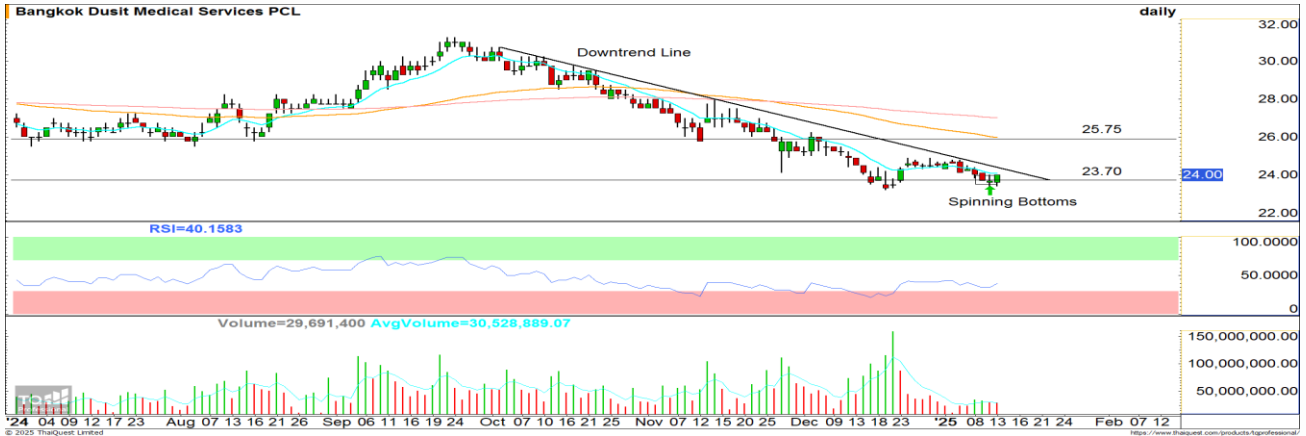 Bangkok Dusit Medical Services PCL
daily
32.00
Downtrend Line
30.00
28.00
25.75
26.00
23.70
24.00
24.00
Spinning Bottoms
22.00
RSI=40.1583
100.0000
50.0000
0
Volume=29,691,400 AvgVolume=30,528,889.07
150,000,000.00
100,000,000.00
50,000,000.00
'24 04 09 12 17 23 Aug 07 13 16 21 26 Sep 06 11 16 19 24 Oct 07 10 16 21 25 Nov 07 12 15 20 25 Dec 09 13 18 23 '25 08 13 16 21 24 Feb 07 12
© 2025 ThaiQuest Limited
https://www.thaiquest.com/products/tqprofessional/